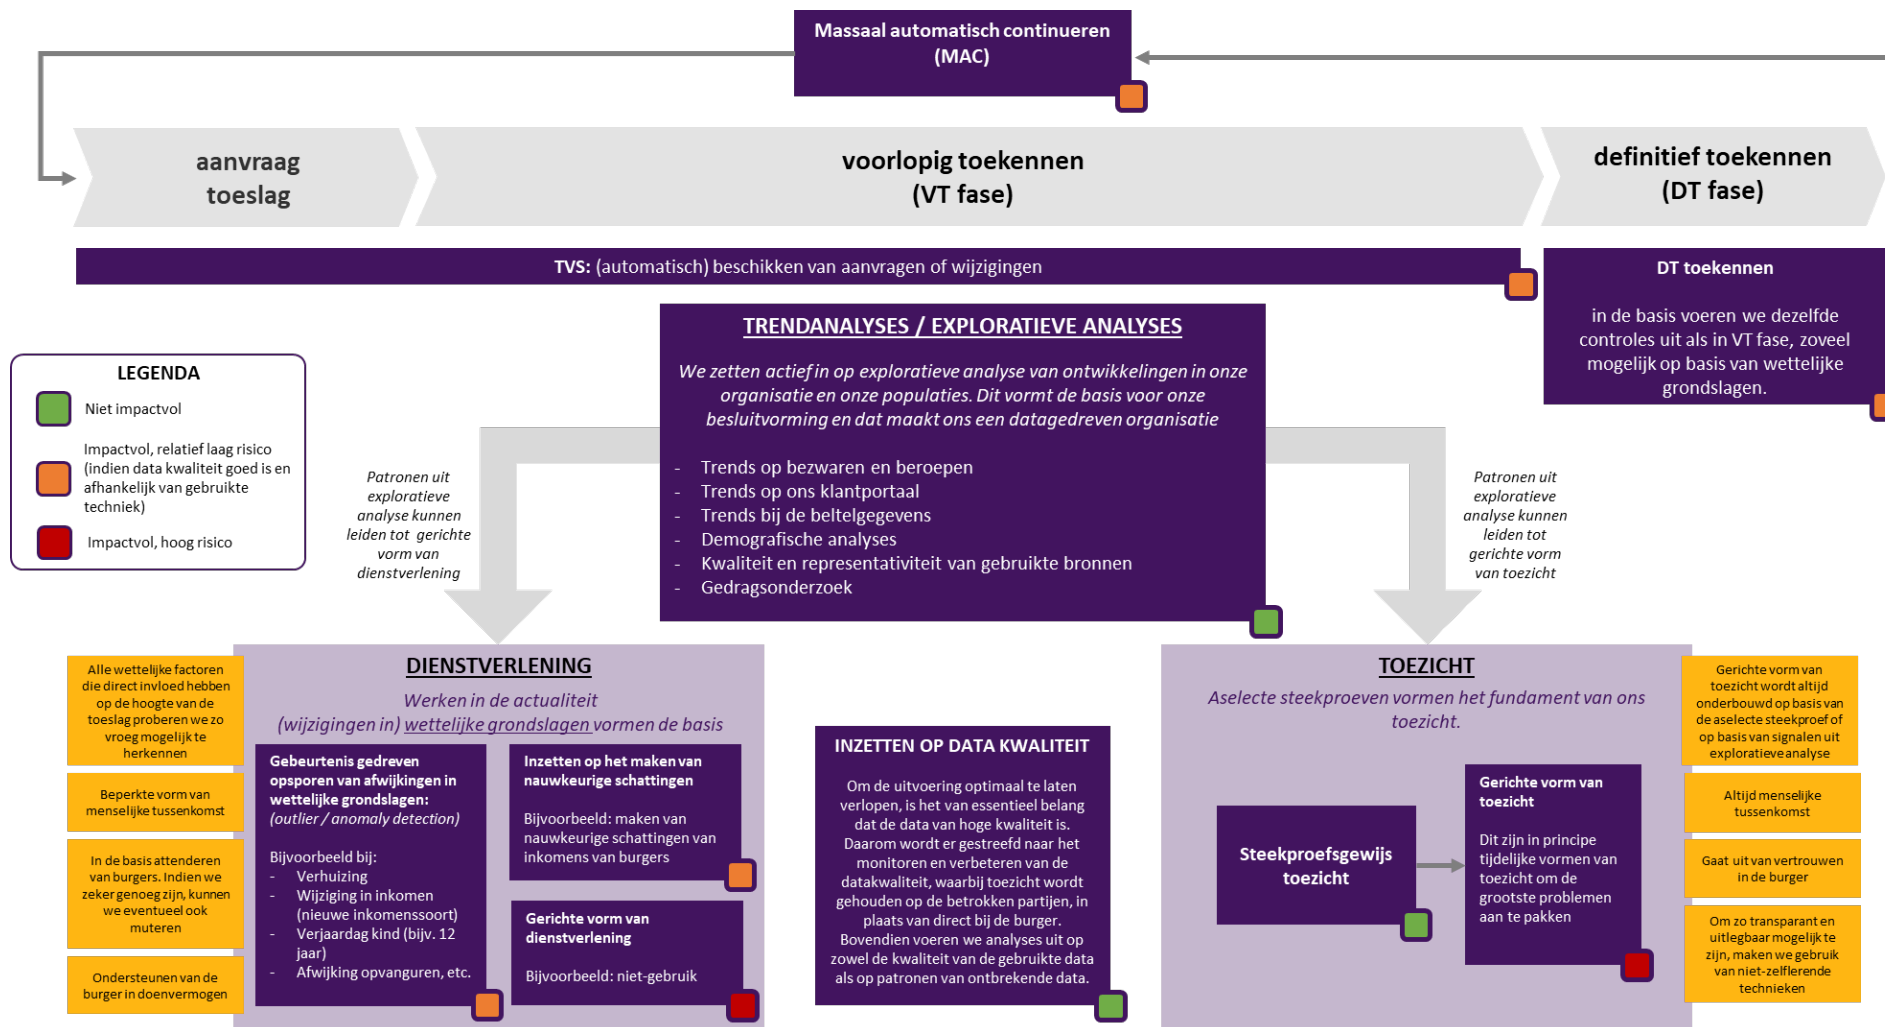 Massaal automatisch continueren
(MAC)
aanvraag
toeslag
voorlopig toekennen
(VT fase)
definitief toekennen
(DT fase)
TVS: (automatisch) beschikken van aanvragen of wijzigingen
DT toekennen
in de basis voeren we dezelfde
controles uit als in VT fase, zoveel
mogelijk op basis van wettelijke
grondslagen.
LEGENDA
Niet impactvol
Impactvol, relatief laag risico
(indien data kwaliteit goed is en
afhankelijk van gebruikte
techniek)
Impactvol, hoog risico
TRENDANALYSES / EXPLORATIEVE ANALYSES
We zetten actief in op exploratieve analyse van ontwikkelingen in onze
organisatie en onze populaties. Dit vormt de basis voor onze
besluitvorming en dat maakt ons een datagedreven organisatie
- Trends op bezwaren en beroepen
- Trends op ons klantportaal
- Trends bij de beltelgegevens
- Demografische analyses
- Kwaliteit en representativiteit van gebruikte bronnen
- Gedragsonderzoek
Patronen uit
exploratieve
analyse kunnen
leiden tot gerichte
vorm van
dienstverlening
Patronen uit
exploratieve
analyse kunnen
leiden tot
gerichte vorm
van toezicht
Alle wettelijke factoren
die direct invloed hebben
op de hoogte van de
toeslag proberen we zo
vroeg mogelijk te
herkennen
Beperkte vorm van
menselijke tussenkomst
In de basis attenderen
van burgers. Indien we
zeker genoeg zijn, kunnen
we eventueel ook
muteren
Ondersteunen van de
burger in doenvermogen
DIENSTVERLENING
Werken in de actualiteit
(wijzigingen in) wettelijke grondslagen vormen de basis
Gebeurtenis gedreven
opsporen van afwijkingen in
wettelijke grondslagen:
(outlier / anomaly detection)
Bijvoorbeeld bij:
- Verhuizing
- Wijziging in inkomen
(nieuwe inkomenssoort)
- Verjaardag kind (bijv. 12
jaar)
- Afwijking opvanguren, etc.
Inzetten op het maken van
nauwkeurige schattingen
Bijvoorbeeld: maken van
nauwkeurige schattingen van
inkomens van burgers
Gerichte vorm van
dienstverlening
Bijvoorbeeld: niet-gebruik
INZETTEN OP DATA KWALITEIT
Om de uitvoering optimaal te laten
verlopen, is het van essentieel belang
dat de data van hoge kwaliteit is.
Daarom wordt er gestreefd naar het
monitoren en verbeteren van de
datakwaliteit, waarbij toezicht wordt
gehouden op de betrokken partijen, in
plaats van direct bij de burger.
Bovendien voeren we analyses uit op
zowel de kwaliteit van de gebruikte data
als op patronen van ontbrekende data.
TOEZICHT
Aselecte steekproeven vormen het fundament van ons
toezicht.
Steekproefsgewijs
toezicht
Gerichte vorm van
toezicht
Dit zijn in principe
tijdelijke vormen van
toezicht om de
grootste problemen
aan te pakken
Gerichte vorm van
toezicht wordt altijd
onderbouwd op basis van
de aselecte steekproef of
op basis van signalen uit
exploratieve analyse
Altijd menselijke
tussenkomst
Gaat uit van vertrouwen
in de burger
Om zo transparant en
uitlegbaar mogelijk te
zijn, maken we gebruik
van niet-zelflerende
technieken